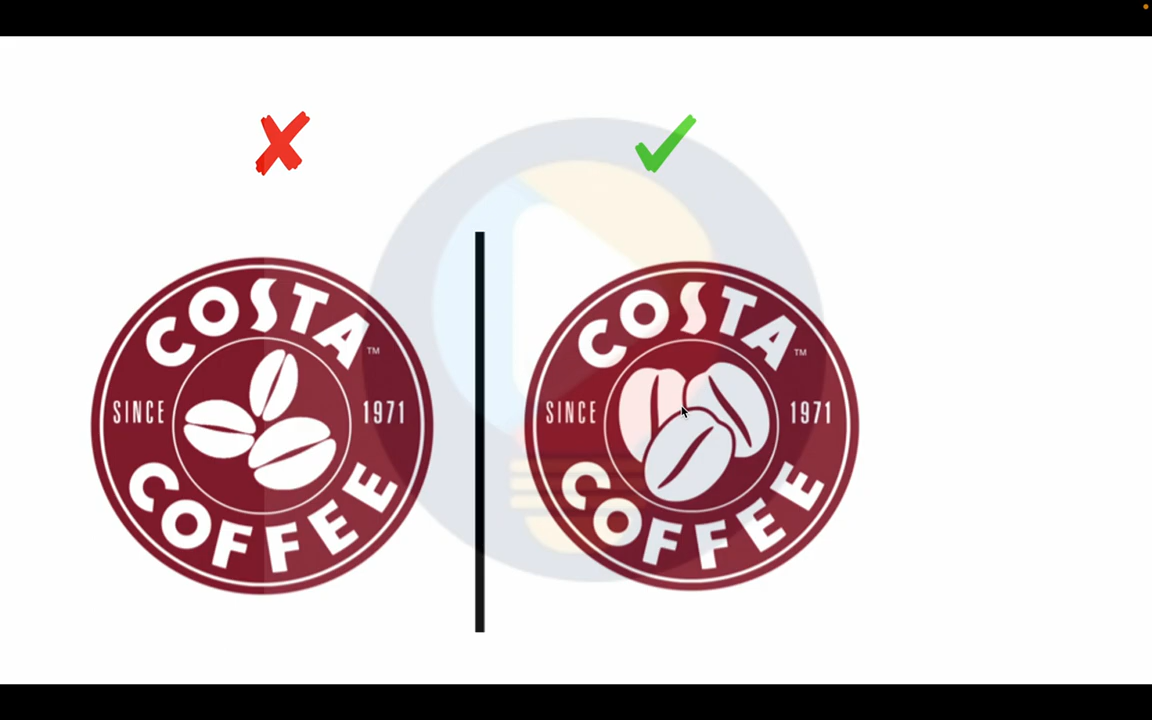 COSTA
TM
SINCE 1971
COFFEE
COSTA
TM
SINCE 1971
COFFEE